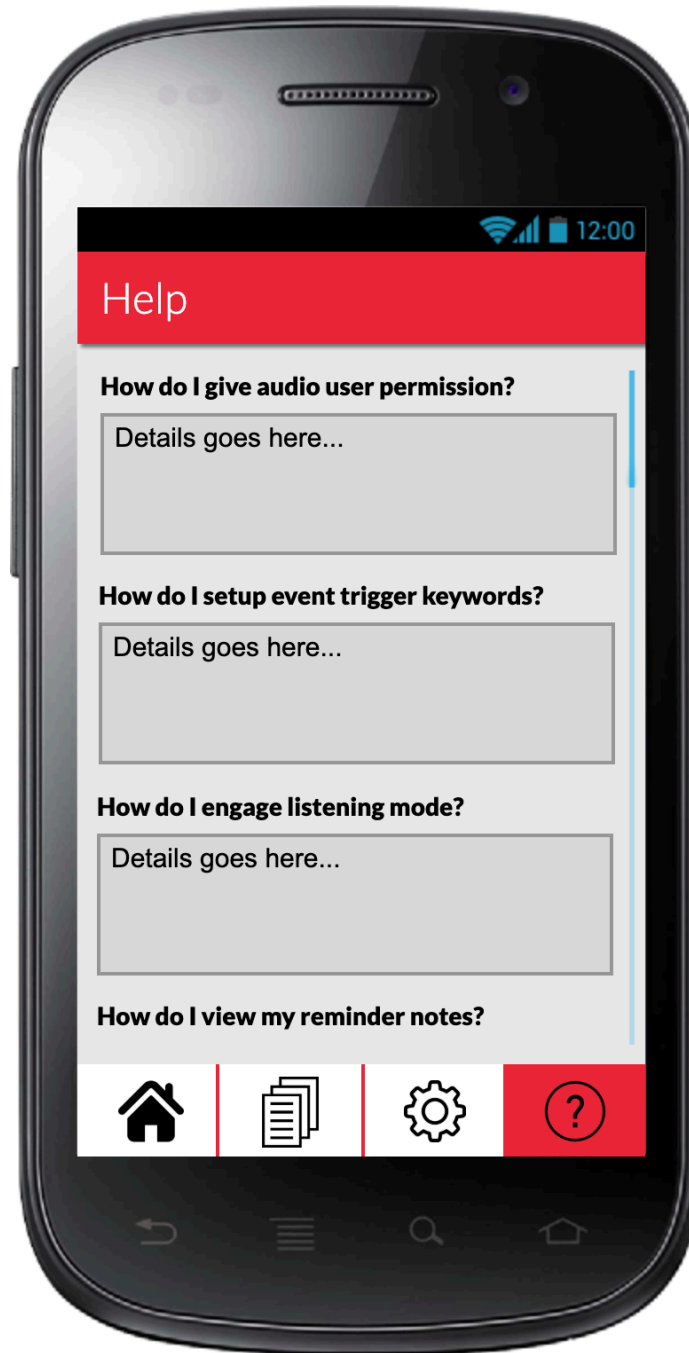 12:00
Help
How do I give audio user permission?
Details goes here...
How do I setup event trigger keywords?
Details goes here...
How do I engage listening mode?
Details goes here...
How do I view my reminder notes?
?